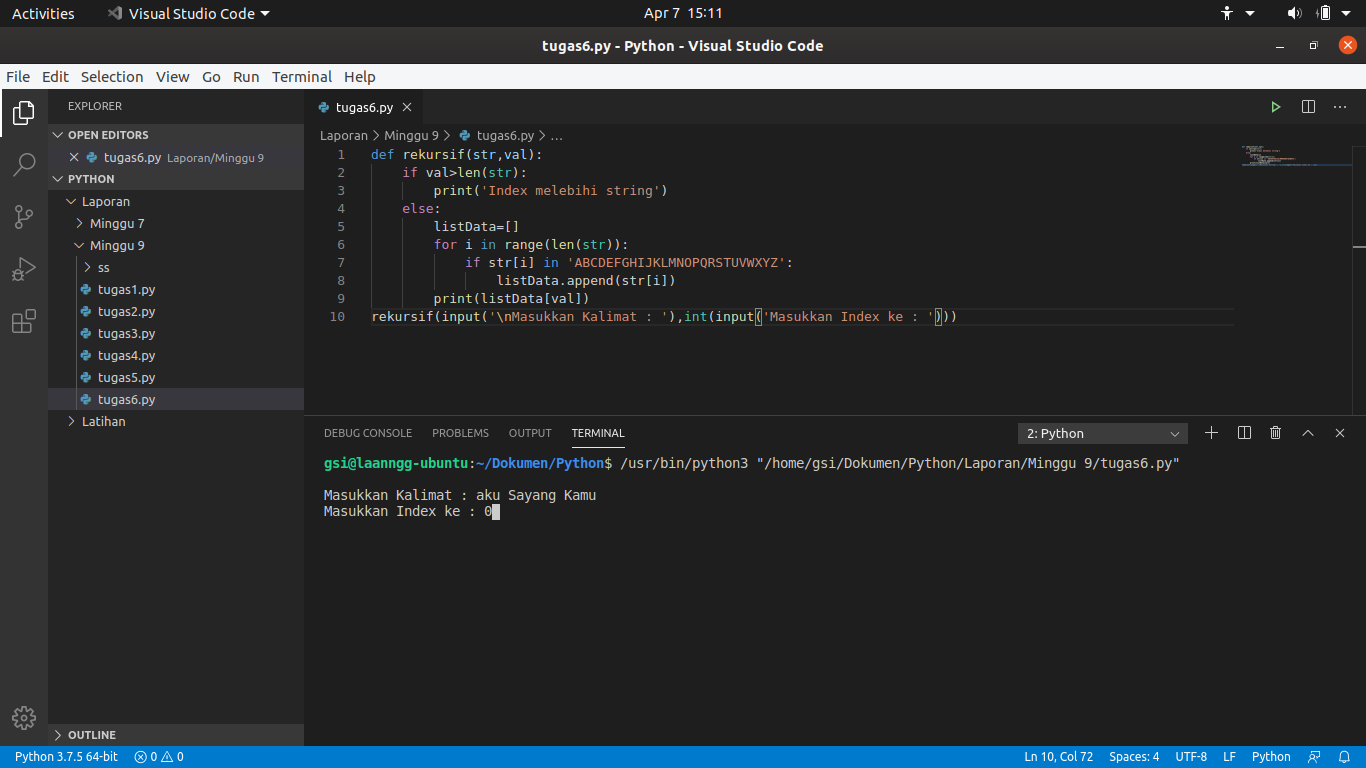 Activities Visual Studio Code Apr 7 15:11
tugas6.py - Python - Visual Studio Code
File Edit Selection View Go Run Terminal Help
EXPLORER
OPEN EDITORS
tugas6.py Laporan/Minggu 9
PYTHON
Laporan
Minggu 7
Minggu 9
ss
tugas1.py
tugas2.py
tugas3.py
tugas4.py
tugas5.py
tugas6.py
Latihan
OUTLINE
tugas6.py
Laporan > Minggu 9 > tugas6.py > ...
1 def rekursif(str,val):
2     if val>len(str):
3         print('Index melebihi string')
4     else:
5         listData=[]
6         for i in range(len(str)):
7             if str[i] in 'ABCDEFGHIJKLMNOPQRSTUVWXYZ':
8                 listData.append(str[i])
9         print(listData[val])
10 rekursif(input('\nMasukkan Kalimat : '),int(input('Masukkan Index ke : ')))
DEBUG CONSOLE PROBLEMS OUTPUT TERMINAL 2: Python
gsi@laanngg-ubuntu:~/Dokumen/Python$ /usr/bin/python3 "/home/gsi/Dokumen/Python/Laporan/Minggu 9/tugas6.py"
Masukkan Kalimat : aku Sayang Kamu
Masukkan Index ke : 0
Python 3.7.5 64-bit 0 0 Ln 10, Col 72 Spaces: 4 UTF-8 LF Python